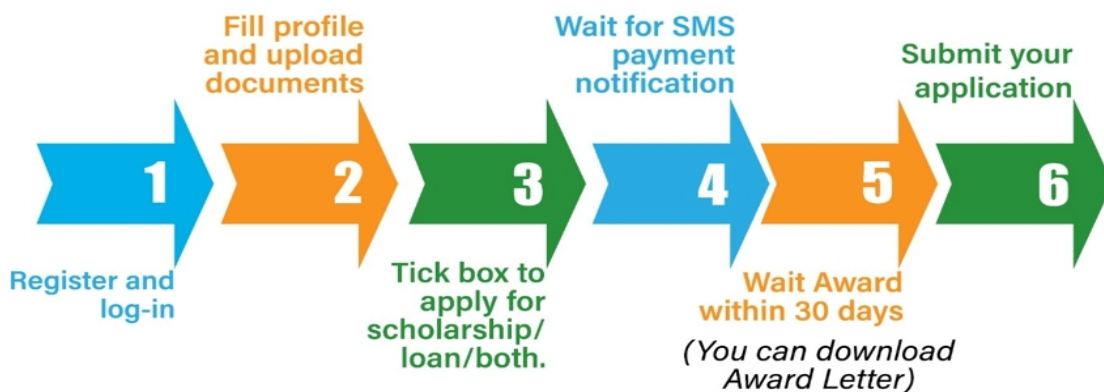 1
Register and
log-in
Fill profile
and upload
documents
2
3
Tick box to
apply for
scholarship/
loan/both.
Wait for SMS
payment
notification
4
5
Wait Award
within 30 days
(You can download
Award Letter)
Submit your
application
6